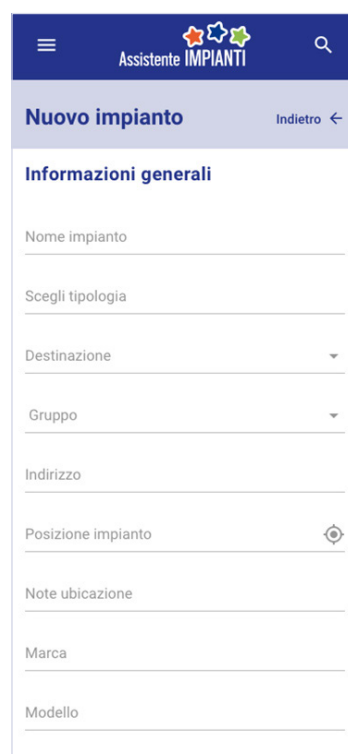 Assistente IMPIANTI
Nuovo impianto
Indietro ←
Informazioni generali
Nome impianto
Scegli tipologia
Destinazione
Gruppo
Indirizzo
Posizione impianto
Note ubicazione
Marca
Modello